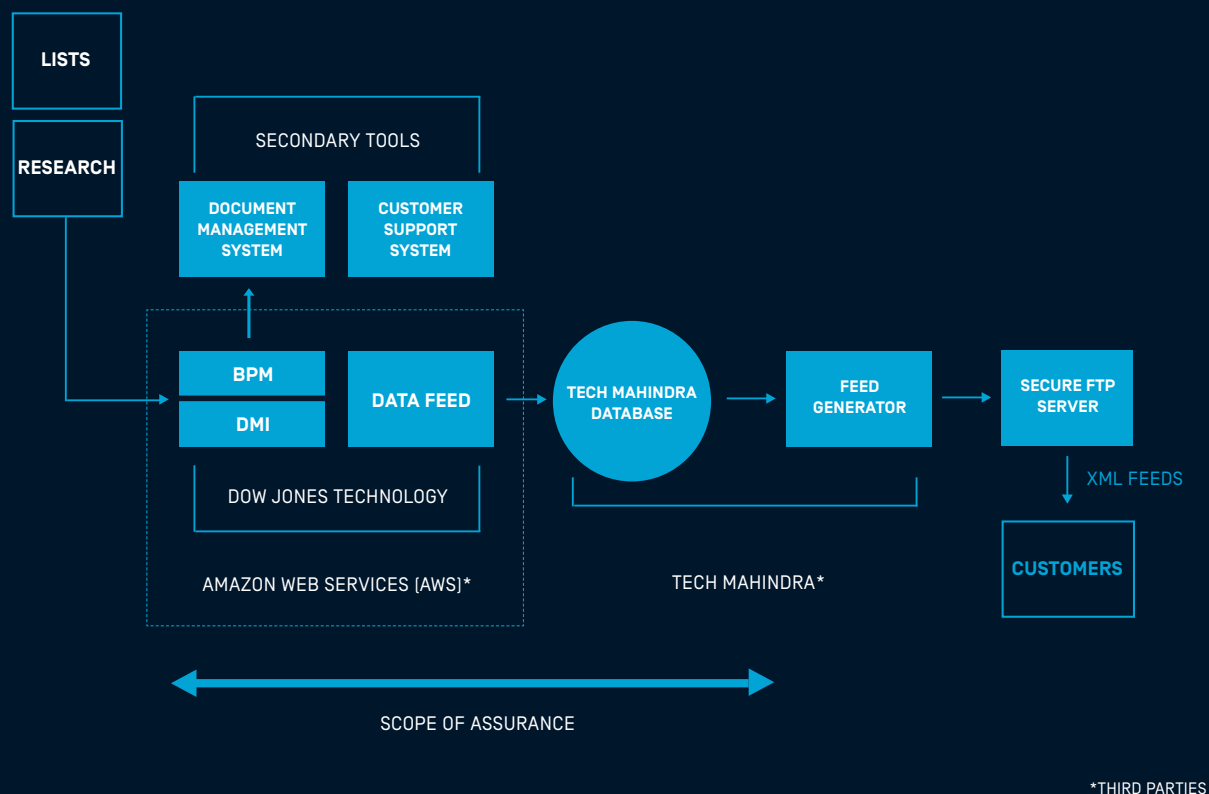 LISTS
RESEARCH
SECONDARY TOOLS
DOCUMENT
MANAGEMENT
SYSTEM
CUSTOMER
SUPPORT
SYSTEM
BPM
DMI
DATA FEED
TECH MAHINDRA
DATABASE
FEED
GENERATOR
SECURE FTP
SERVER
XML FEEDS
DOW JONES TECHNOLOGY
CUSTOMERS
AMAZON WEB SERVICES (AWS)*
TECH MAHINDRA*
SCOPE OF ASSURANCE
*THIRD PARTIES